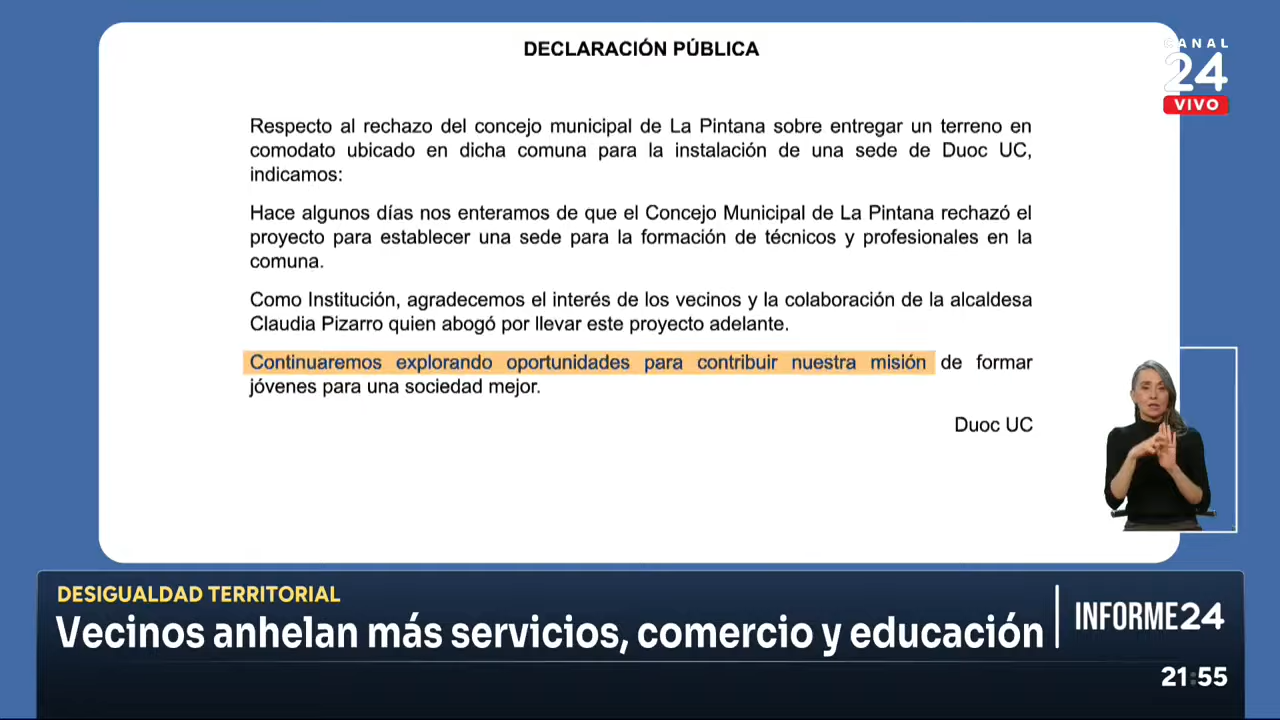 DECLARACIÓN PÚBLICA
CANAL
24
VIVO
Respecto al rechazo del concejo municipal de La Pintana sobre entregar un terreno en
comodato ubicado en dicha comuna para la instalación de una sede de Duoc UC,
indicamos:
Hace algunos días nos enteramos de que el Concejo Municipal de La Pintana rechazó el
proyecto para establecer una sede para la formación de técnicos y profesionales en la
comuna.
Como Institución, agradecemos el interés de los vecinos y la colaboración de la alcaldesa
Claudia Pizarro quien abogó por llevar este proyecto adelante.
Continuaremos explorando oportunidades para contribuir nuestra misión de formar
jóvenes para una sociedad mejor.
Duoc UC
DESIGUALDAD TERRITORIAL
Vecinos anhelan más servicios, comercio y educación
INFORME24
21:55